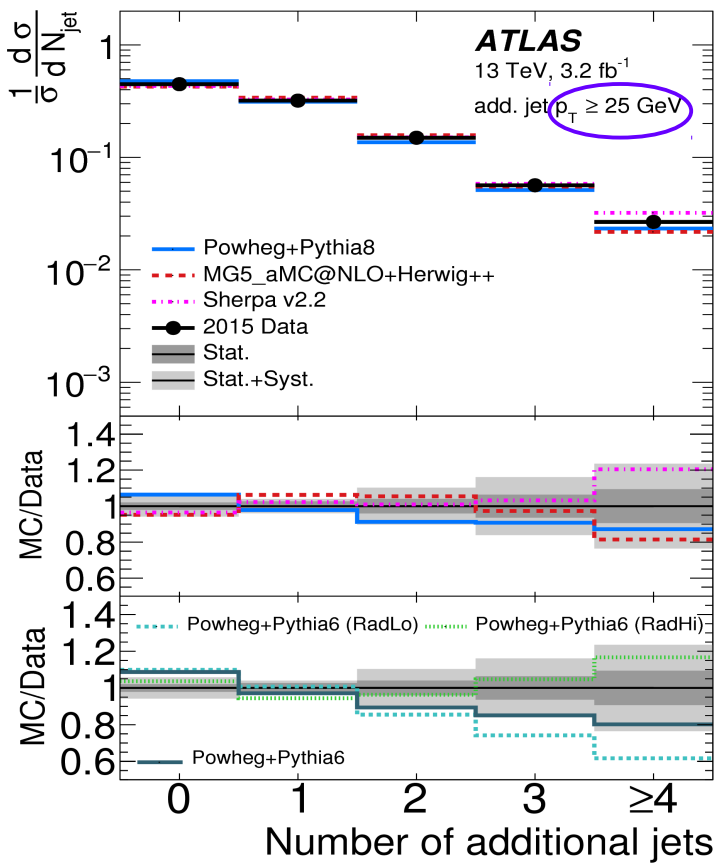 1
σ
d σ
d N_jet
1
10⁻¹
10⁻²
10⁻³
ATLAS
13 TeV, 3.2 fb⁻¹
add. jet p_T ≥ 25 GeV
Powheg+Pythia8
MG5_aMC@NLO+Herwig++
Sherpa v2.2
2015 Data
Stat.
Stat.+Syst.
MC/Data
1.4
1.2
1
0.8
0.6
MC/Data
1.4
1.2
1
0.8
0.6
Powheg+Pythia6 (RadLo)
Powheg+Pythia6 (RadHi)
Powheg+Pythia6
0 1 2 3 ≥4
Number of additional jets